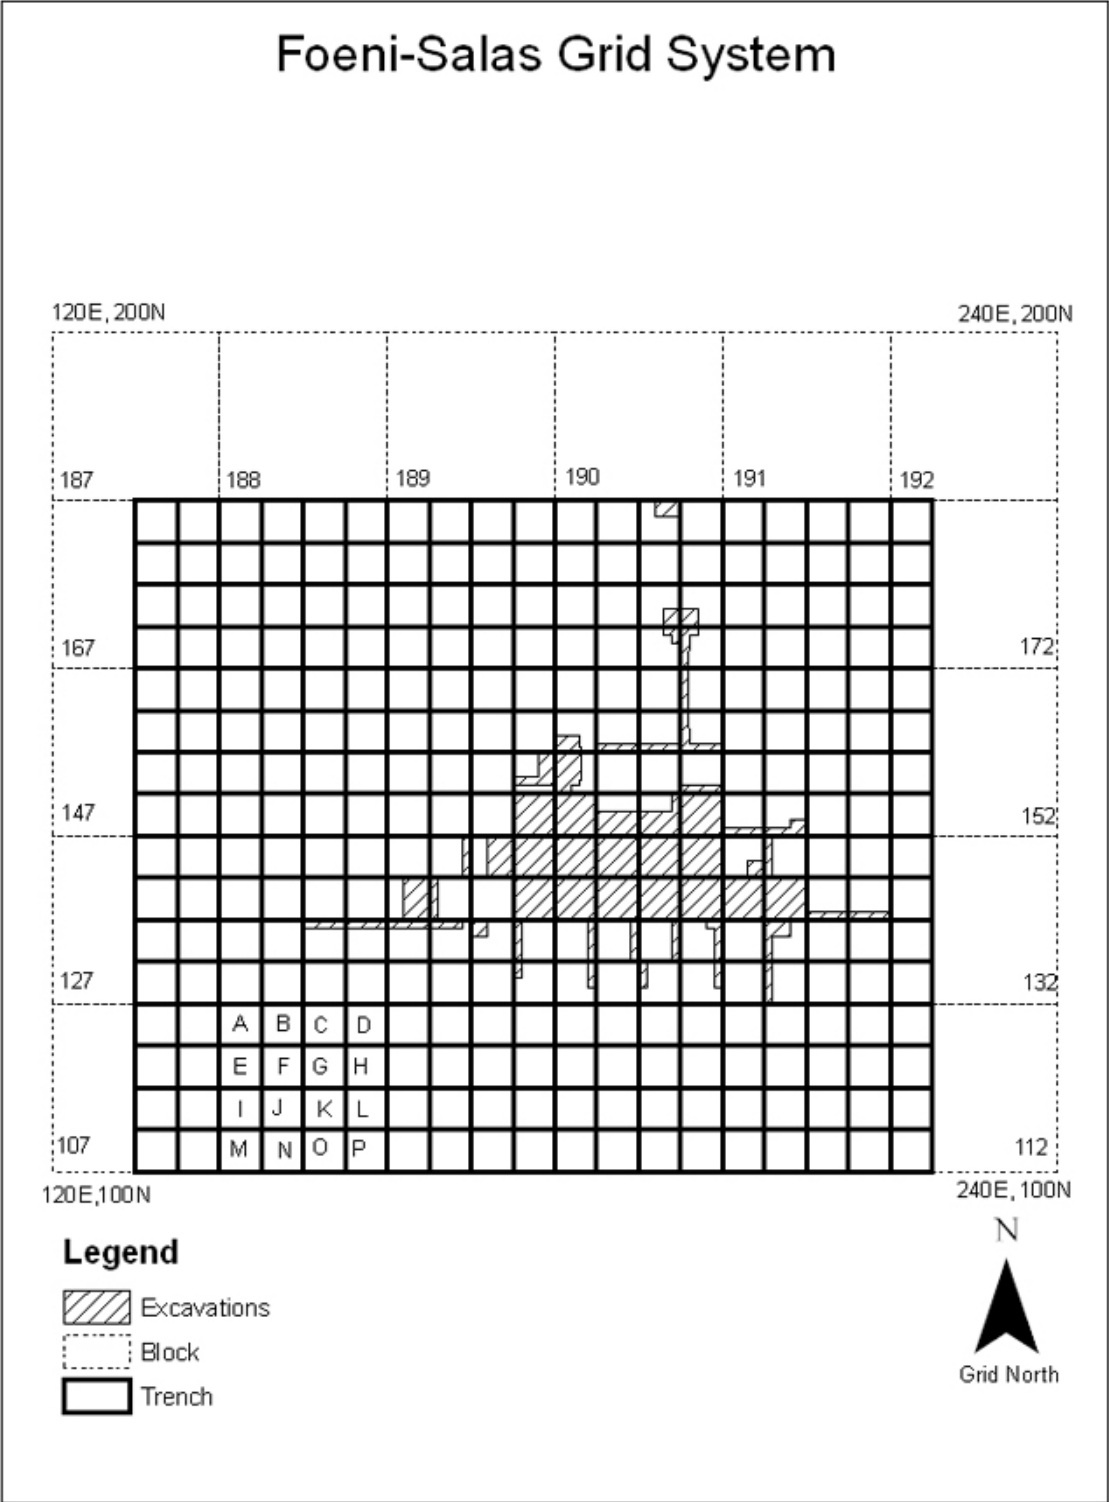 Foeni-Salas Grid System
120E, 200N
240E, 200N
187
188
189
190
191
192
167
172
147
152
127
132
A B C D
E F G H
I J K L
M N O P
107
112
120E,100N
240E, 100N
Legend
Excavations
Block
Trench
N
Grid North